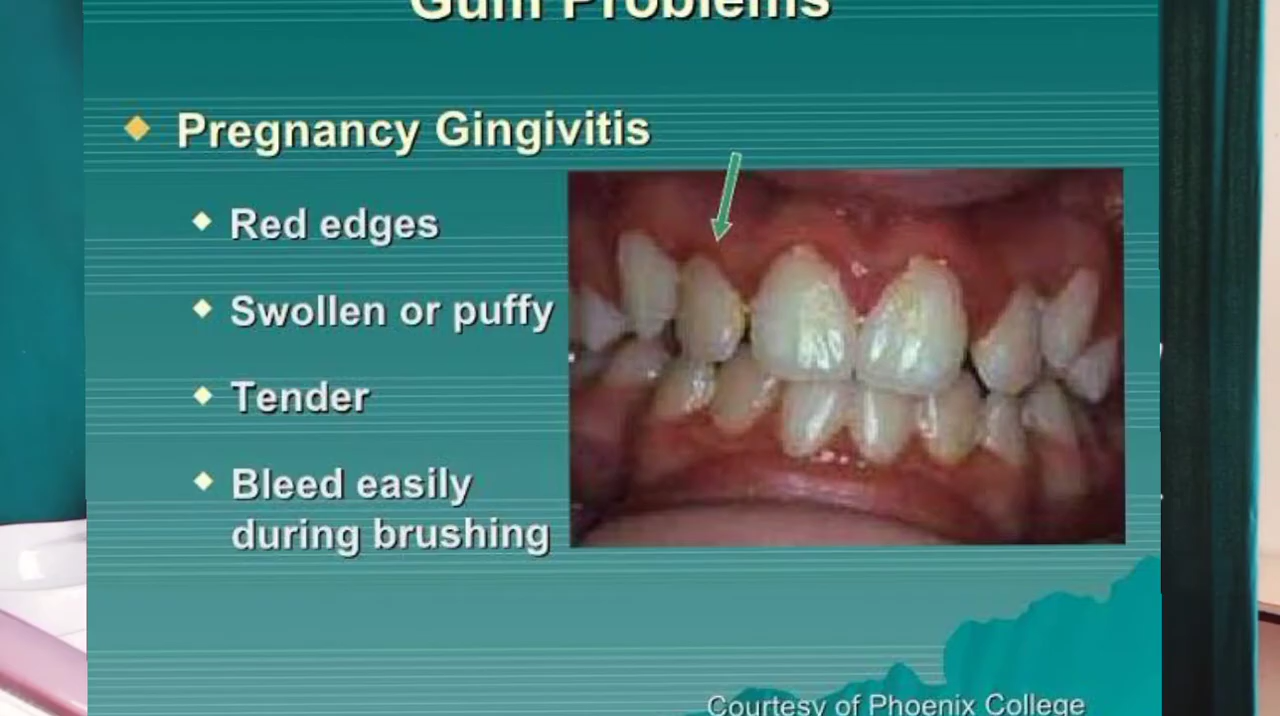 Gum Problems
Pregnancy Gingivitis
Red edges
Swollen or puffy
Tender
Bleed easily
during brushing
Courtesy of Phoenix College